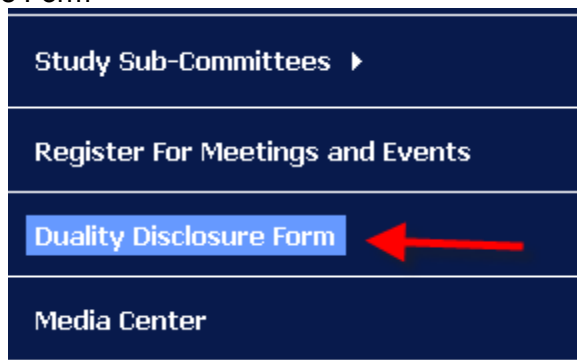 Study Sub-Committees ▶
Register For Meetings and Events
Duality Disclosure Form
Media Center